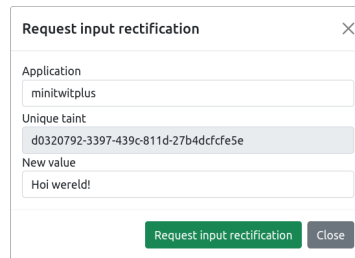 Request input rectification
Application
minitwitplus
Unique taint
d0320792-3397-439c-811d-27b4dcfcfe5e
New value
Hoi wereld!
Request input rectification Close